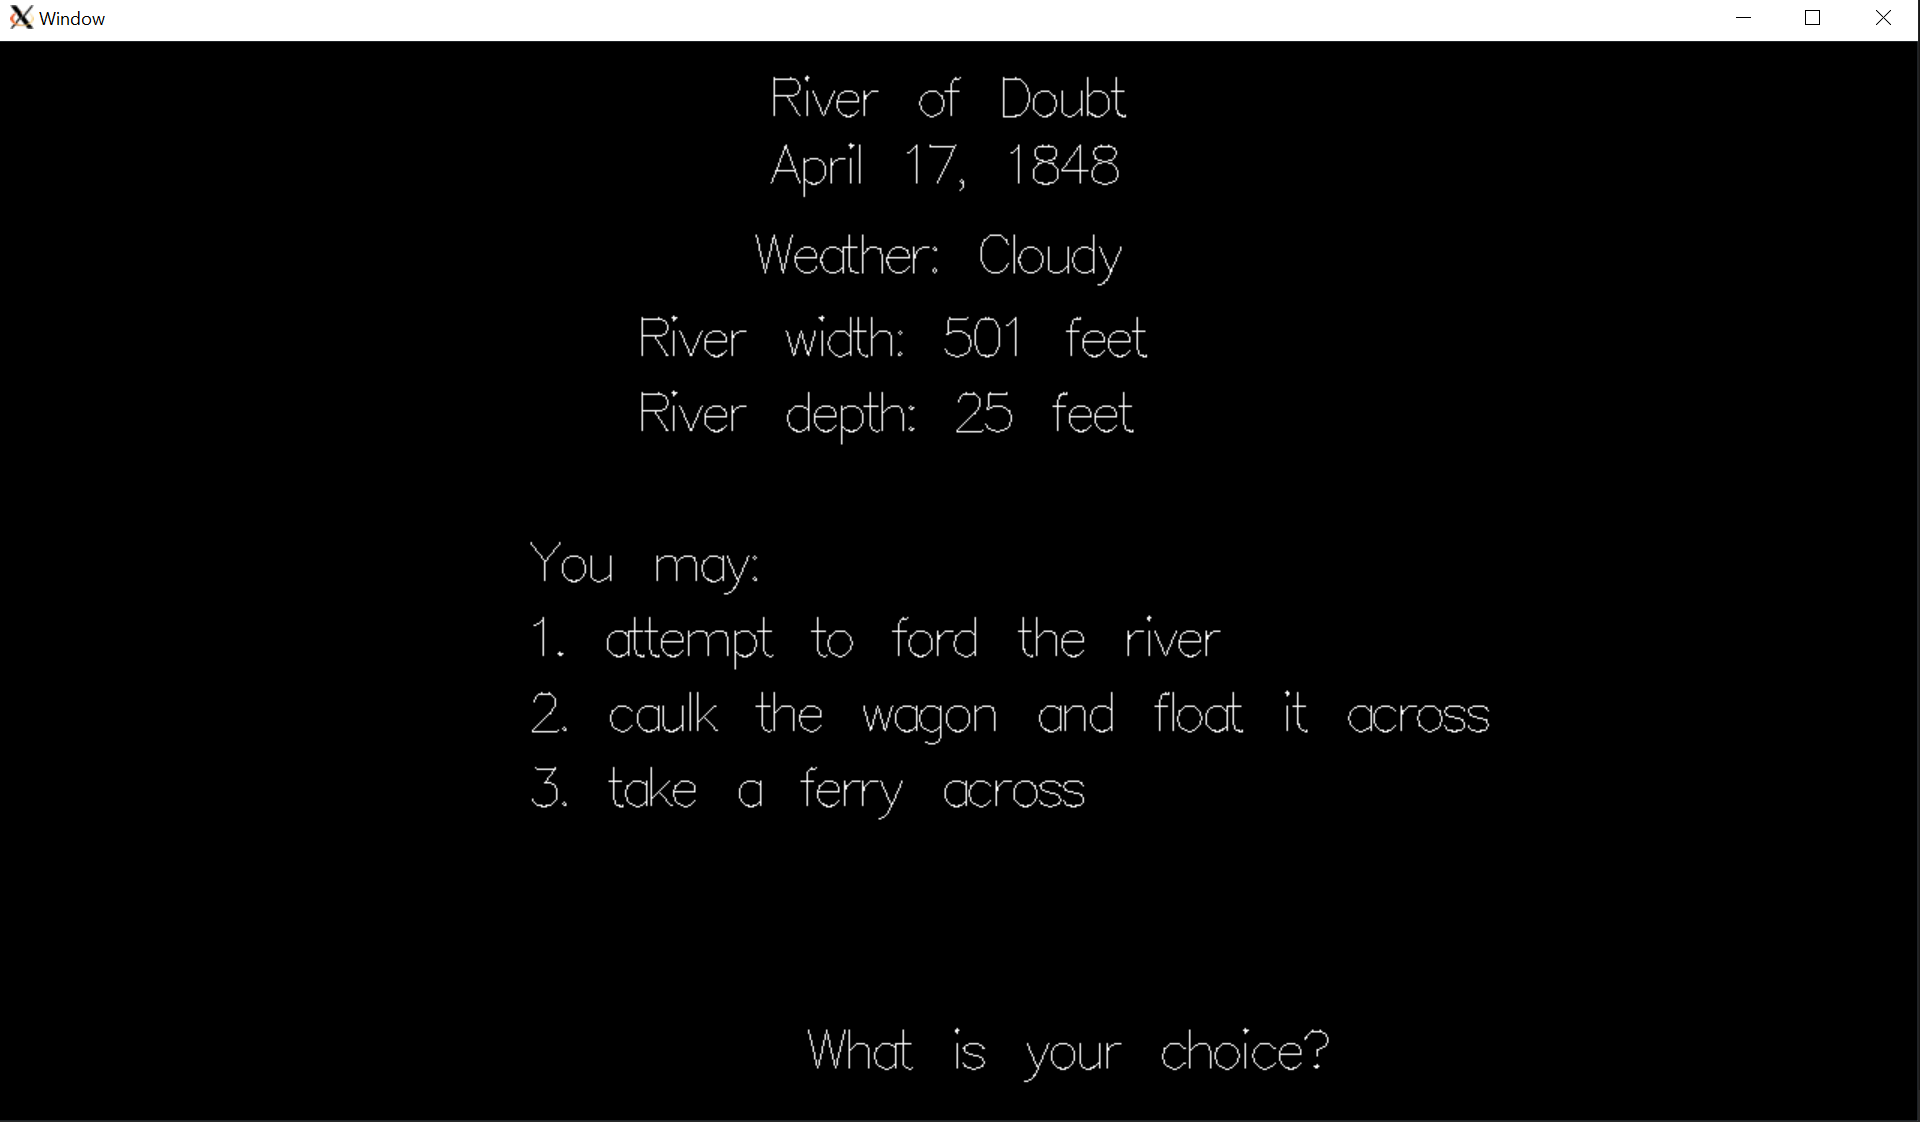 Window
River of Doubt
April 17, 1848
Weather: Cloudy
River width: 501 feet
River depth: 25 feet
You may:
1. attempt to ford the river
2. caulk the wagon and float it across
3. take a ferry across
What is your choice?